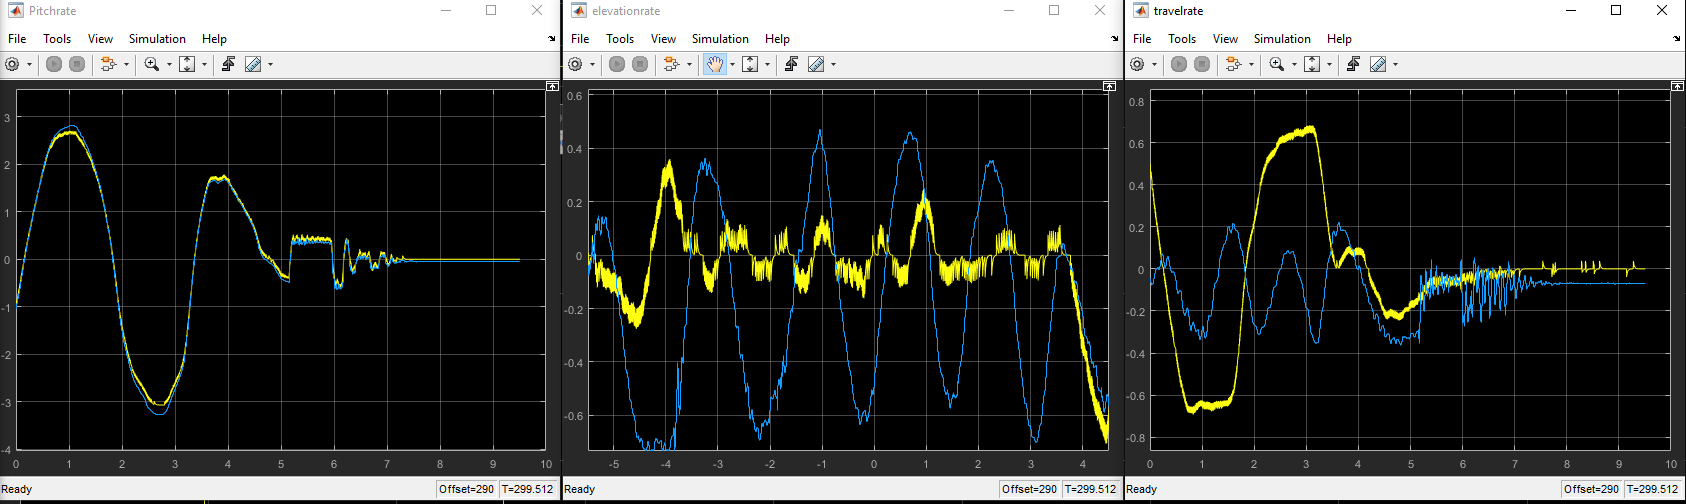 Pitchrate
File Tools View Simulation Help
3
2
1
0
-1
-2
-3
-4
0 1 2 3 4 5 6 7 8 9 10
Ready Offset=290 T=299.512
elevationrate
File Tools View Simulation Help
0.6
0.4
0.2
0
-0.2
-0.4
-0.6
-5 -4 -3 -2 -1 0 1 2 3 4
Ready Offset=290 T=299.512
travelrate
File Tools View Simulation Help
0.8
0.6
0.4
0.2
0
-0.2
-0.4
-0.6
-0.8
0 1 2 3 4 5 6 7 8 9 10
Ready Offset=290 T=299.512